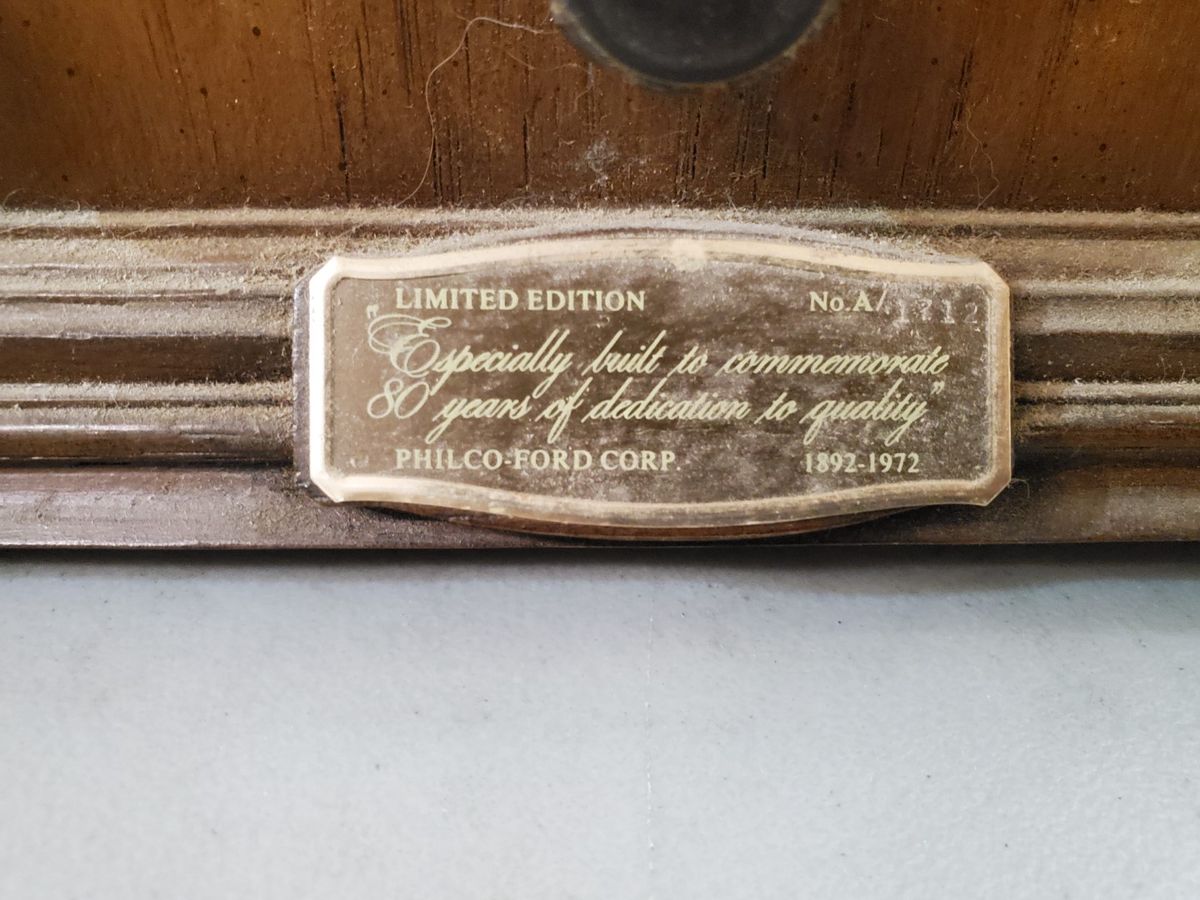 LIMITED EDITION No.A/1712
"Especially built to commemorate
80 years of dedication to quality"
PHILCO-FORD CORP. 1892-1972